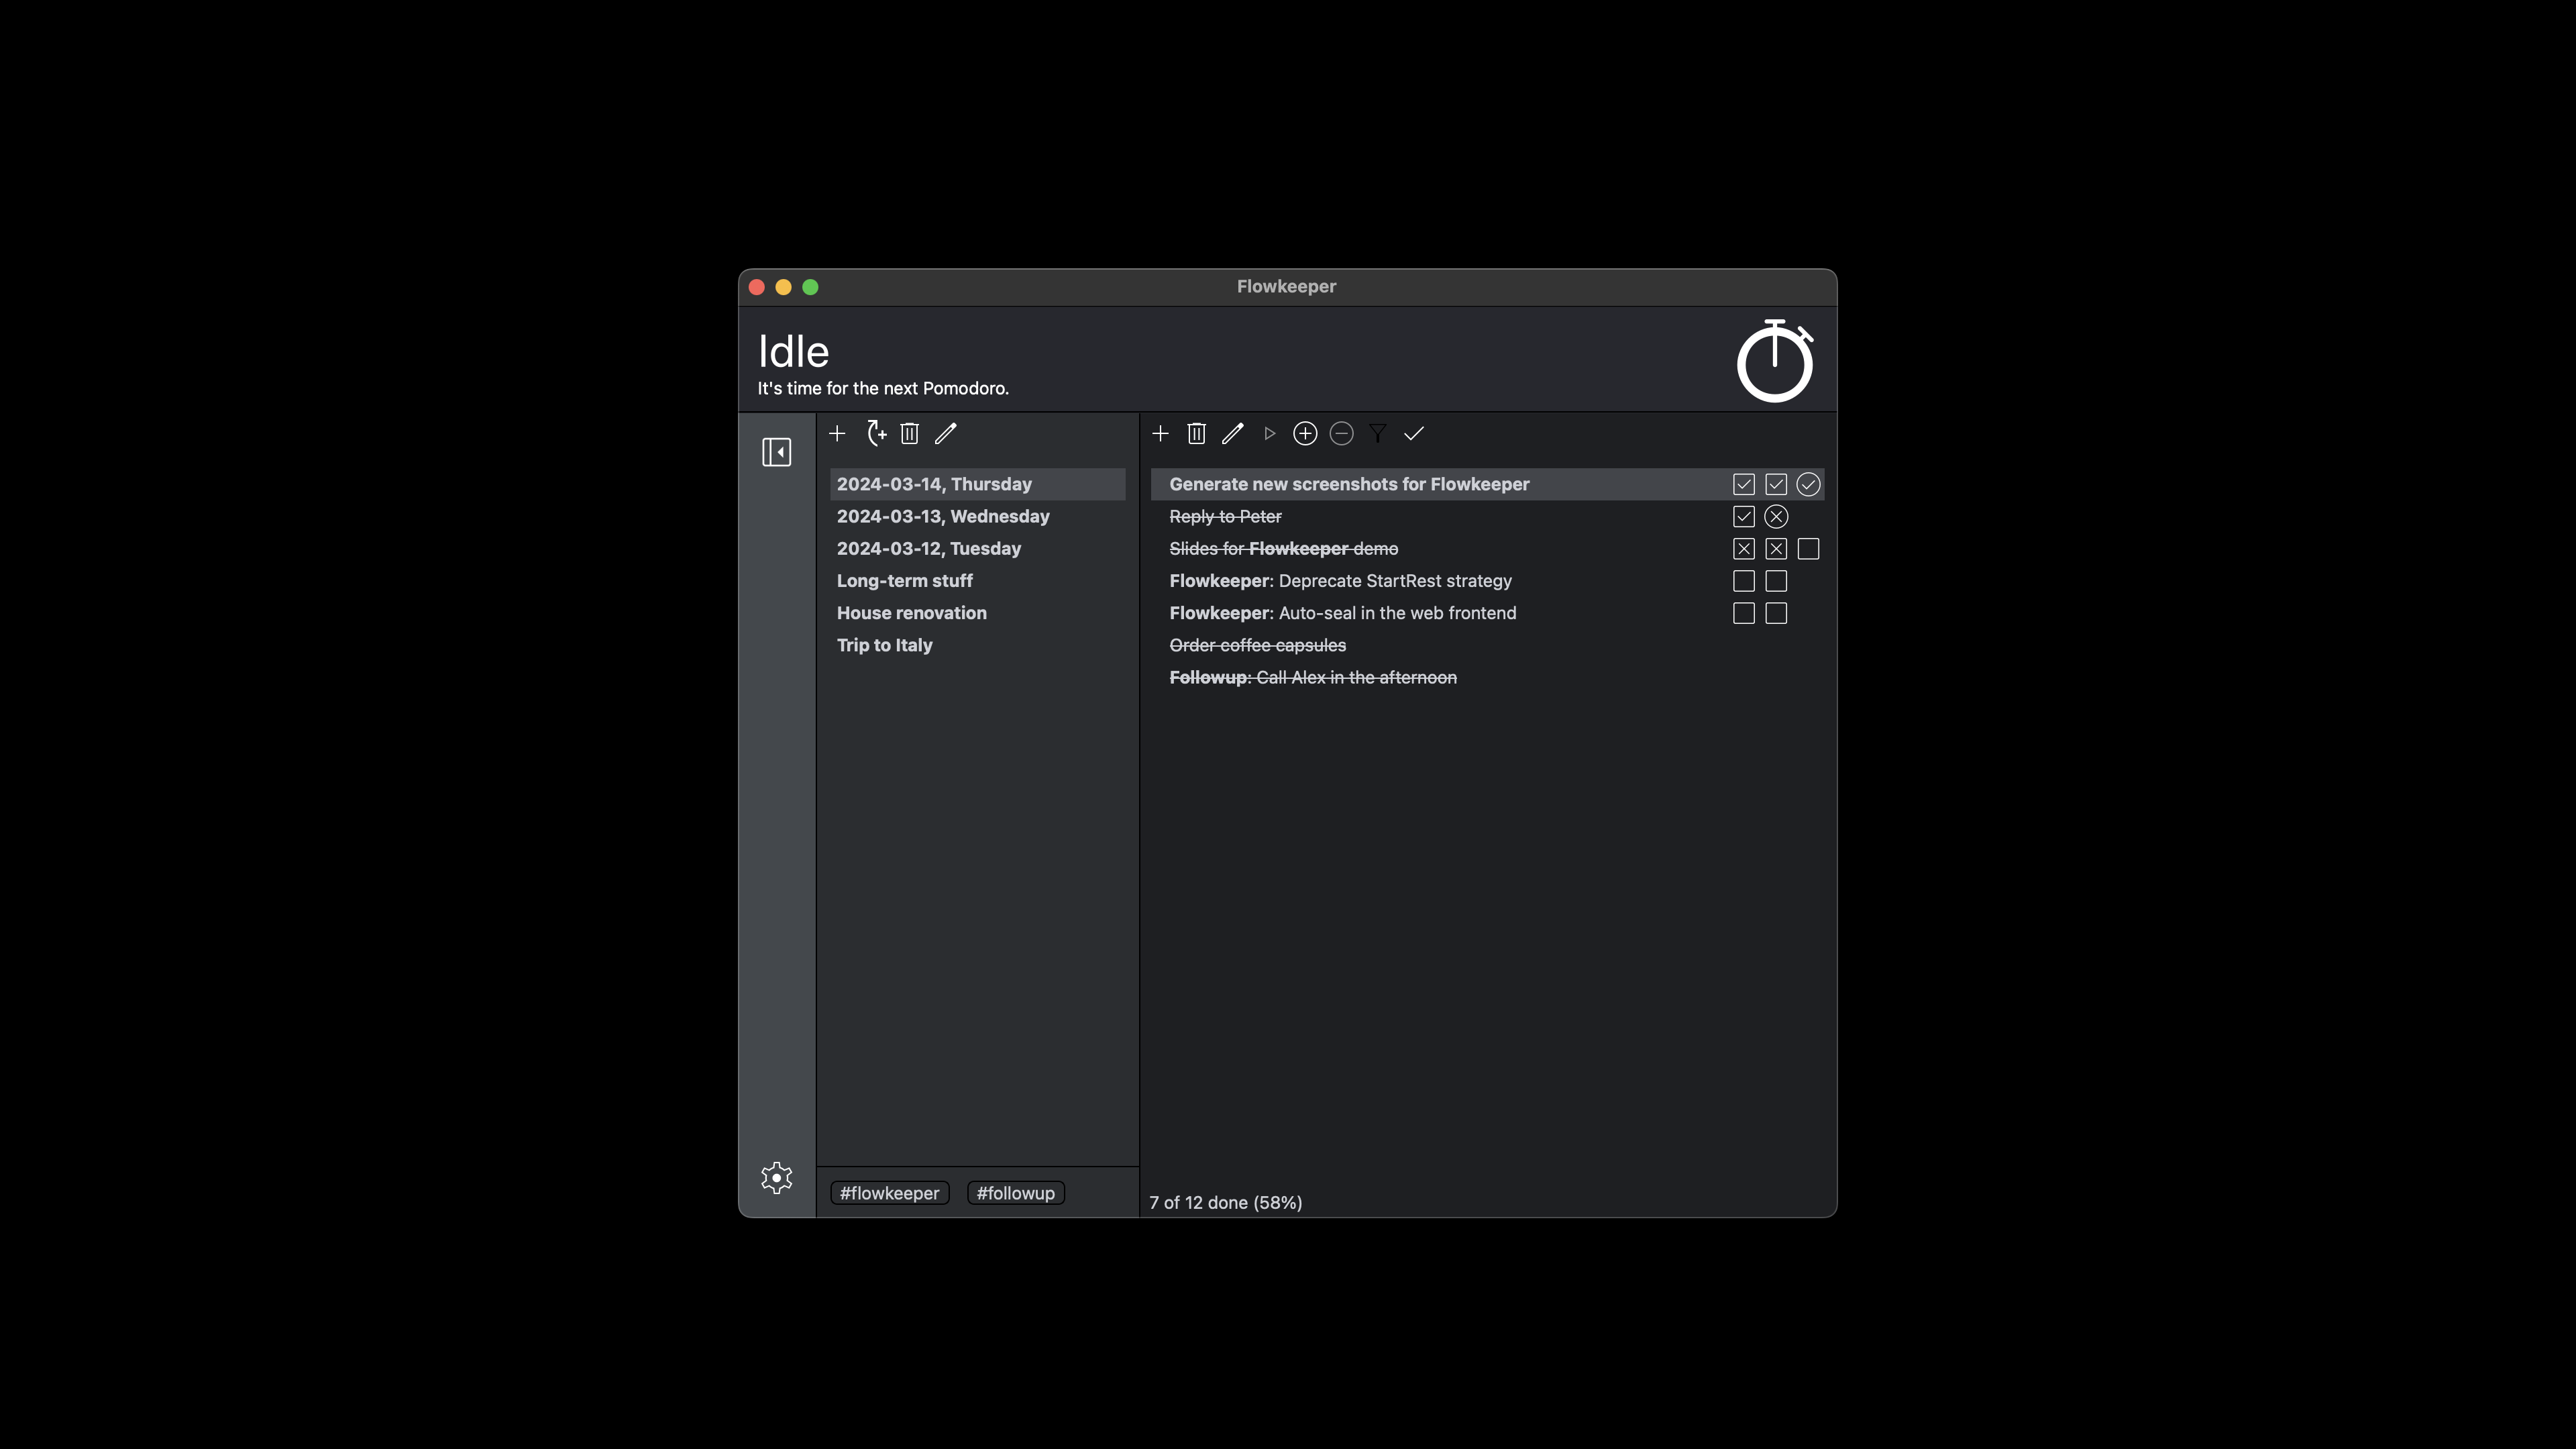 Flowkeeper
Idle
It's time for the next Pomodoro.
2024-03-14, Thursday
2024-03-13, Wednesday
2024-03-12, Tuesday
Long-term stuff
House renovation
Trip to Italy
#flowkeeper #followup
Generate new screenshots for Flowkeeper
Reply to Peter
Slides for Flowkeeper demo
Flowkeeper: Deprecate StartRest strategy
Flowkeeper: Auto-seal in the web frontend
Order coffee capsules
Followup: Call Alex in the afternoon
7 of 12 done (58%)